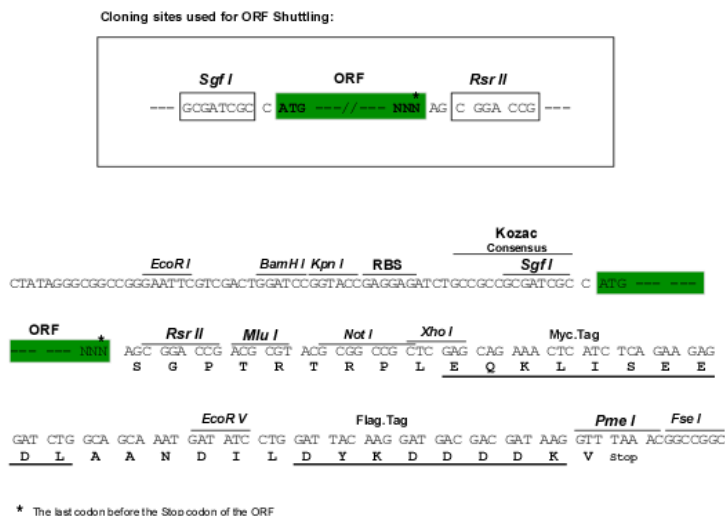 Cloning sites used for ORF Shuttling:
Sgf I ORF Rsr II
--- GCGATCGC C ATG ---//--- NNN* AG C GGA CCG ---
Kozac
Consensus
EcoR I BamH I Kpn I RBS Sgf I
CTATAGGGCGGCCGGGAATTCGTCGACTGGATCCGGTACCGAGGAGATCTGCCGCCGCGATCGC C ATG --- ---
ORF Rsr II Mlu I Not I Xho I Myc.Tag
--- --- NNN* AGC GGA CCG ACG CGT ACG CGG CCG CTC GAG CAG AAA CTC ATC TCA GAA GAG
S G P T R T R P L E Q K L I S E E
EcoR V Flag.Tag Pme I Fse I
GAT CTG GCA GCA AAT GAT ATC CTG GAT TAC AAG GAT GAC GAC GAT AAG GTT TAA ACGGCCGGC
D L A A N D I L D Y K D D D D K V Stop
* The last codon before the Stop codon of the ORF